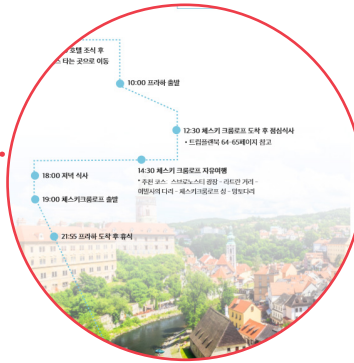 호텔 조식 후
타는 곳으로 이동
10:00 프라하 출발
12:30 체스키 크룸로프 도착 후 점심식사
• 트립플랜북 64-65페이지 참고
14:30 체스키 크룸로프 자유여행
* 추천 코스 : 스보르노스티 광장 - 라트란 거리 -
이발사의 다리 - 체스키크룸로프 성 - 망토다리
18:00 저녁 식사
19:00 체스키크룸로프 출발
21:55 프라하 도착 후 휴식